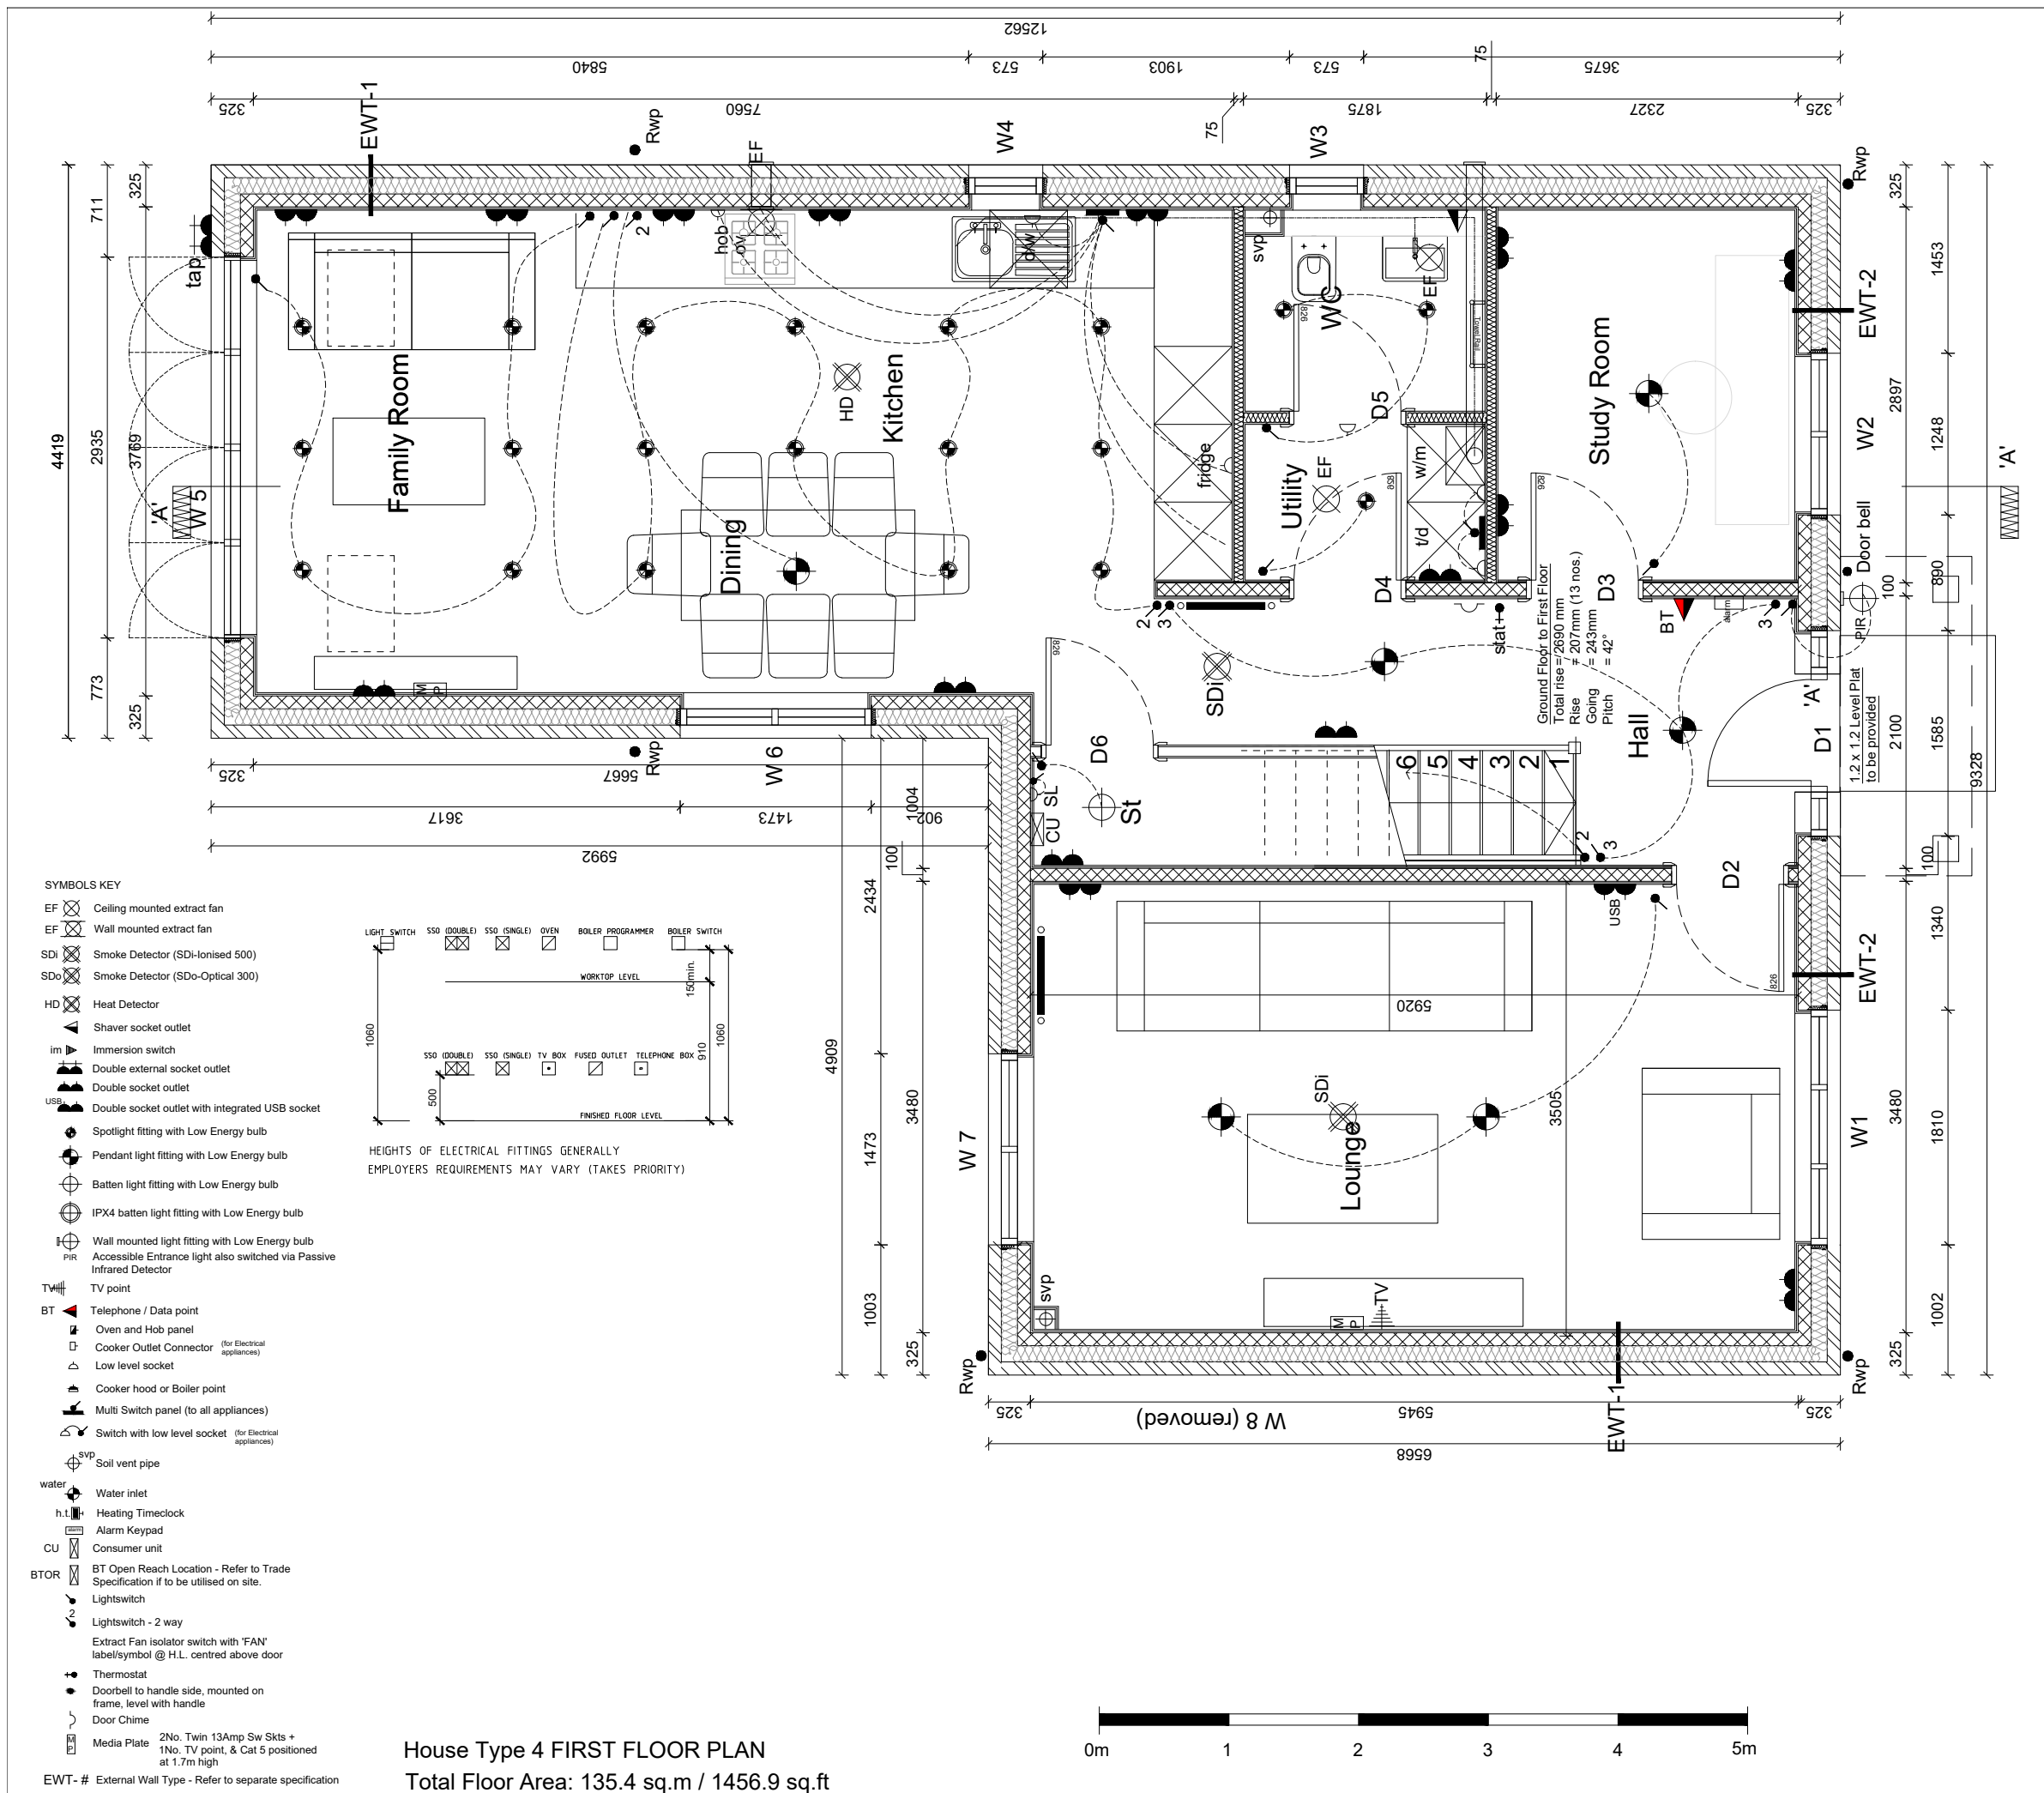 12562
5840
573
1903
573
75
3675
325
7560
75
1875
2327
325
EWT-1
Rwp
EF
W4
W3
Rwp
4419
711
2935
773
325
3769
325
tap
'A'
W 5
2
hob
ov
d/w
svp
WC
EF
826
Towel Rail
Family Room
Kitchen
HD
Dining
fridge
Utility
EF
D5
w/m
t/d
858
D4
Study Room
826
D3
EWT-2
W2
Door bell
325
1453
2897
1248
890
100
'A'
2
3
SDi
stat
Ground Floor to First Floor
Total rise = 2690 mm
Rise = 207mm (13 nos.)
Going = 243mm
Pitch = 42°
BT
alarm
3
PIR
'A'
1.2 x 1.2 Level Plat
to be provided
D1
2100
1585
9328
M
P
Rwp
W 6
325
5667
3617
1473
902
5992
1004
100
826
D6
CU SL
St
6
5
4
3
2
1
Hall
2
3
D2
USB
826
100
1340
EWT-2
2434
4909
3480
1473
1003
325
W 7
5920
SDi
3505
Lounge
W1
3480
1810
1002
325
svp
M
P
TV
Rwp
Rwp
325
W 8 (removed)
5945
EWT-1
325
6568
SYMBOLS KEY
EF Ceiling mounted extract fan
EF Wall mounted extract fan
SDi Smoke Detector (SDi-Ionised 500)
SDo Smoke Detector (SDo-Optical 300)
HD Heat Detector
Shaver socket outlet
im Immersion switch
Double external socket outlet
Double socket outlet
USB Double socket outlet with integrated USB socket
Spotlight fitting with Low Energy bulb
Pendant light fitting with Low Energy bulb
Batten light fitting with Low Energy bulb
IPX4 batten light fitting with Low Energy bulb
Wall mounted light fitting with Low Energy bulb
PIR Accessible Entrance light also switched via Passive
Infrared Detector
TV TV point
BT Telephone / Data point
Oven and Hob panel
Cooker Outlet Connector (for Electrical
appliances)
Low level socket
Cooker hood or Boiler point
Multi Switch panel (to all appliances)
Switch with low level socket (for Electrical
appliances)
svp Soil vent pipe
water Water inlet
h.t. Heating Timeclock
alarm Alarm Keypad
CU Consumer unit
BTOR BT Open Reach Location - Refer to Trade
Specification if to be utilised on site.
Lightswitch
2
Lightswitch - 2 way
Extract Fan isolator switch with 'FAN'
label/symbol @ H.L. centred above door
Thermostat
Doorbell to handle side, mounted on
frame, level with handle
Door Chime
M
P
Media Plate 2No. Twin 13Amp Sw Skts +
1No. TV point, & Cat 5 positioned
at 1.7m high
EWT- # External Wall Type - Refer to separate specification
LIGHT SWITCH SSO (DOUBLE) SSO (SINGLE) OVEN BOILER PROGRAMMER BOILER SWITCH
WORKTOP LEVEL
150min.
1060
910
1060
SSO (DOUBLE) SSO (SINGLE) TV BOX FUSED OUTLET TELEPHONE BOX
500
FINISHED FLOOR LEVEL
HEIGHTS OF ELECTRICAL FITTINGS GENERALLY
EMPLOYERS REQUIREMENTS MAY VARY (TAKES PRIORITY)
House Type 4 FIRST FLOOR PLAN
Total Floor Area: 135.4 sq.m / 1456.9 sq.ft
0m 1 2 3 4 5m